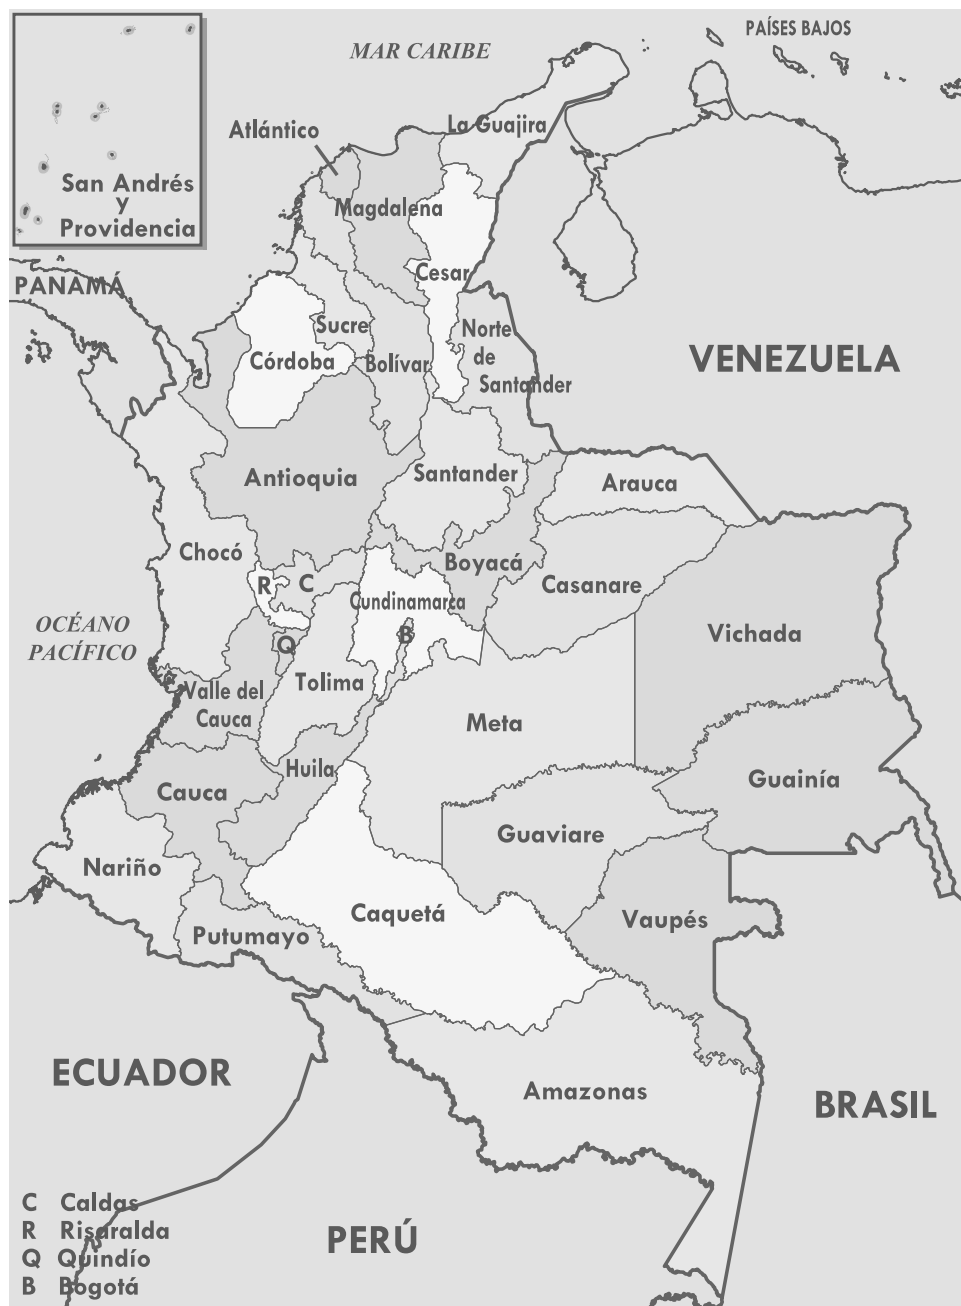 PAÍSES BAJOS
MAR CARIBE
La Guajira
Atlántico
San Andrés
y
Providencia
Magdalena
Cesar
PANAMÁ
Sucre
Norte
de
Santander
Córdoba
Bolívar
VENEZUELA
Antioquia
Santander
Arauca
Chocó
Boyacá
Casanare
R
C
Cundinamarca
B
OCÉANO
PACÍFICO
Vichada
Q
Tolima
Valle del
Cauca
Meta
Huila
Cauca
Guainía
Guaviare
Nariño
Caquetá
Vaupés
Putumayo
ECUADOR
Amazonas
BRASIL
PERÚ
C Caldas
R Risaralda
Q Quindío
B Bogotá